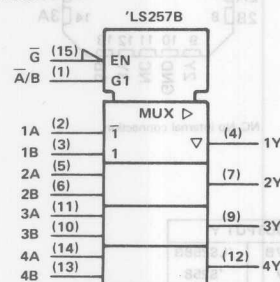 'LS257B
G̅ (15) EN
A̅/B (1) G1
MUX ▷
1A (2) 1̅ ▽ (4) 1Y
1B (3) 1
2A (5) (7) 2Y
2B (6)
3A (11) (9) 3Y
3B (10)
4A (14) (12) 4Y
4B (13)